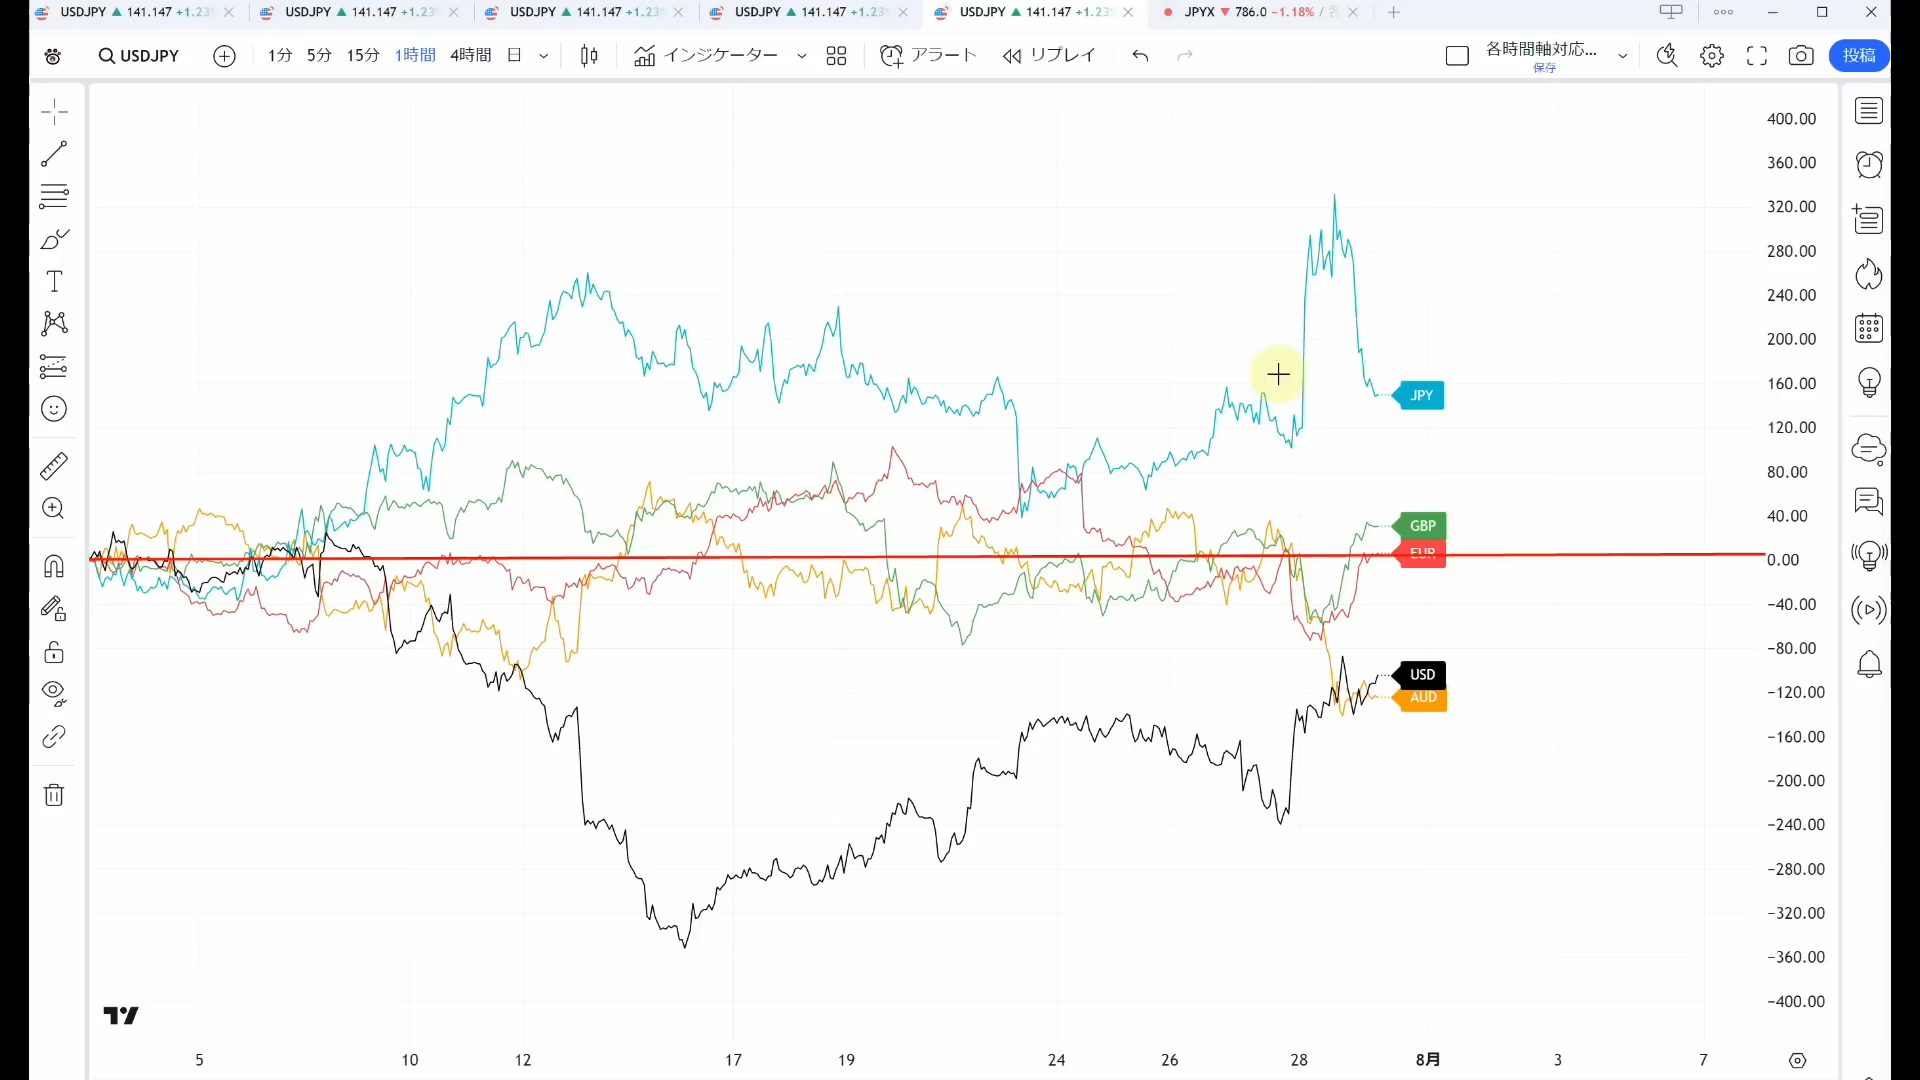 USDJPY ▲ 141.147 +1.23
USDJPY ▲ 141.147 +1.23
USDJPY ▲ 141.147 +1.23
USDJPY ▲ 141.147 +1.23
USDJPY ▲ 141.147 +1.23
JPYX ▼ 786.0 −1.18% /
USDJPY
1分
5分
15分
1時間
4時間
日
インジケーター
アラート
リプレイ
各時間軸対応...
保存
投稿
400.00
360.00
320.00
280.00
240.00
200.00
160.00
120.00
80.00
40.00
0.00
−40.00
−80.00
−120.00
−160.00
−200.00
−240.00
−280.00
−320.00
−360.00
−400.00
JPY
GBP
EUR
USD
AUD
5
10
12
17
19
24
26
28
8月
3
7